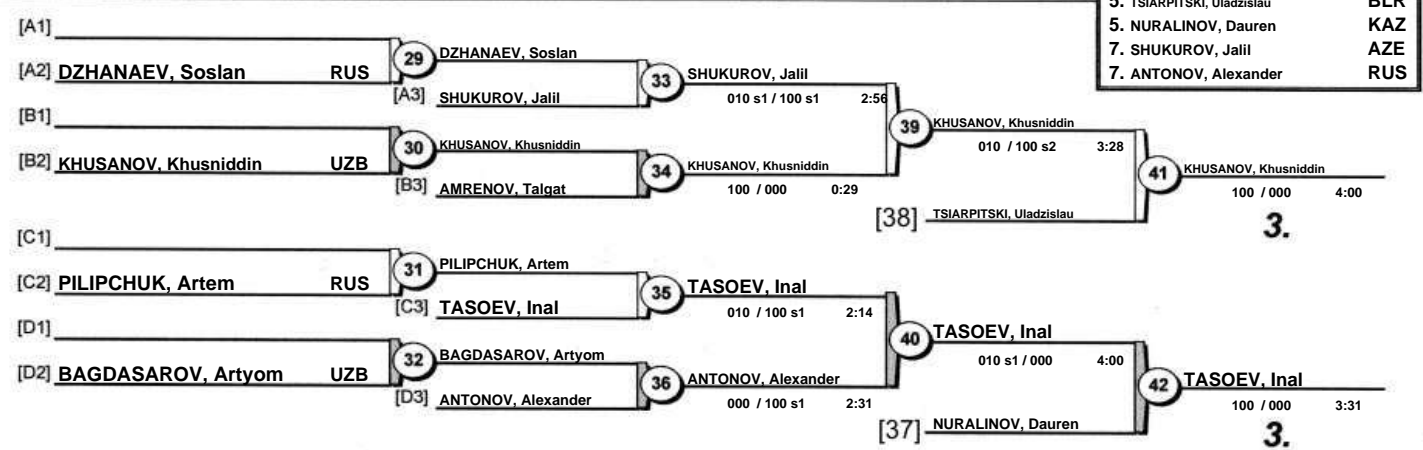 5. TSIARPITSKI, Uladzislau BLR
5. NURALINOV, Dauren KAZ
7. SHUKUROV, Jalil AZE
7. ANTONOV, Alexander RUS
[A1]
[A2] DZHANAEV, Soslan RUS
29
DZHANAEV, Soslan
[A3] SHUKUROV, Jalil
33
SHUKUROV, Jalil
010 s1 / 100 s1 2:56
[B1]
[B2] KHUSANOV, Khusniddin UZB
30
KHUSANOV, Khusniddin
[B3] AMRENOV, Talgat
34
KHUSANOV, Khusniddin
100 / 000 0:29
39
KHUSANOV, Khusniddin
010 / 100 s2 3:28
[38] TSIARPITSKI, Uladzislau
41
KHUSANOV, Khusniddin
100 / 000 4:00
3.
[C1]
[C2] PILIPCHUK, Artem RUS
31
PILIPCHUK, Artem
[C3] TASOEV, Inal
35
TASOEV, Inal
010 / 100 s1 2:14
[D1]
[D2] BAGDASAROV, Artyom UZB
32
BAGDASAROV, Artyom
[D3] ANTONOV, Alexander
36
ANTONOV, Alexander
000 / 100 s1 2:31
40
TASOEV, Inal
010 s1 / 000 4:00
[37] NURALINOV, Dauren
42
TASOEV, Inal
100 / 000 3:31
3.